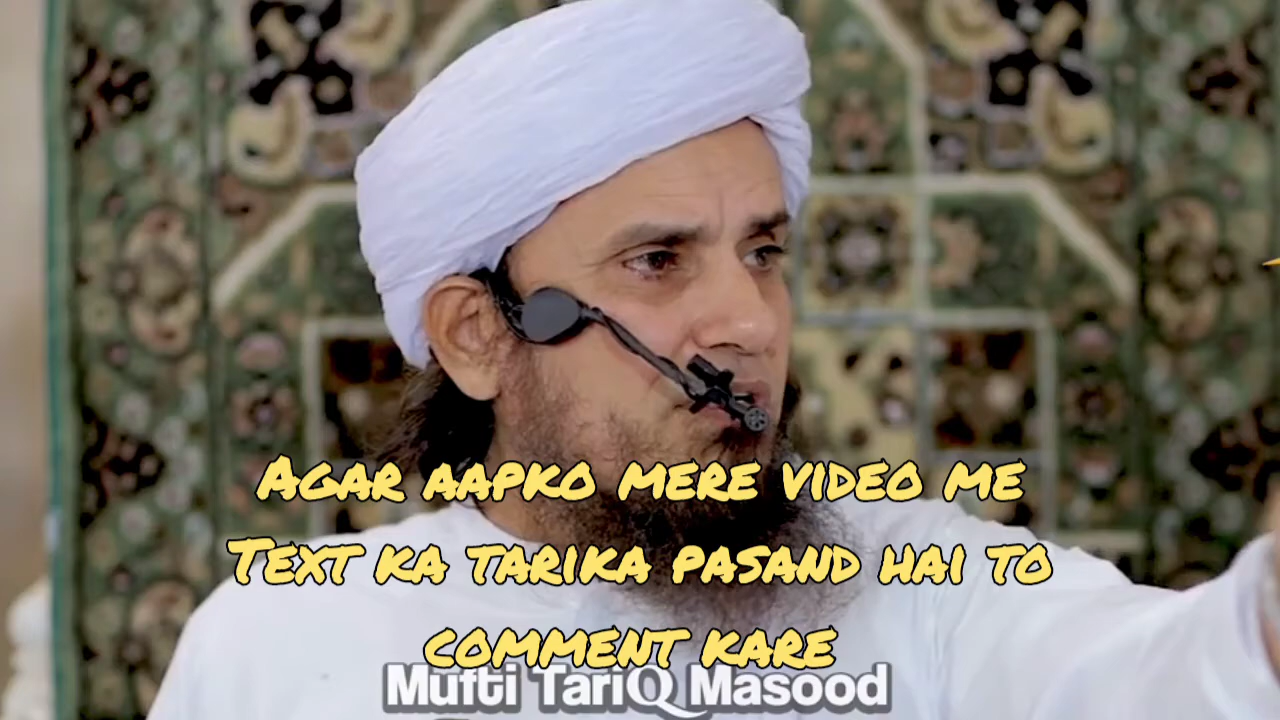 Agar aapko mere video me
Text ka tarika pasand hai to
comment kare
Mufti TariQ Masood